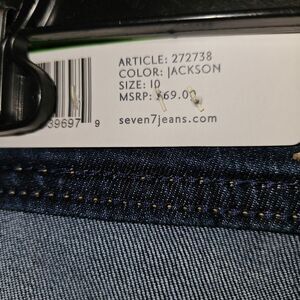 ARTICLE: 272738
COLOR: JACKSON
SIZE: 10
MSRP: $69.00
39697 9
seven7jeans.com